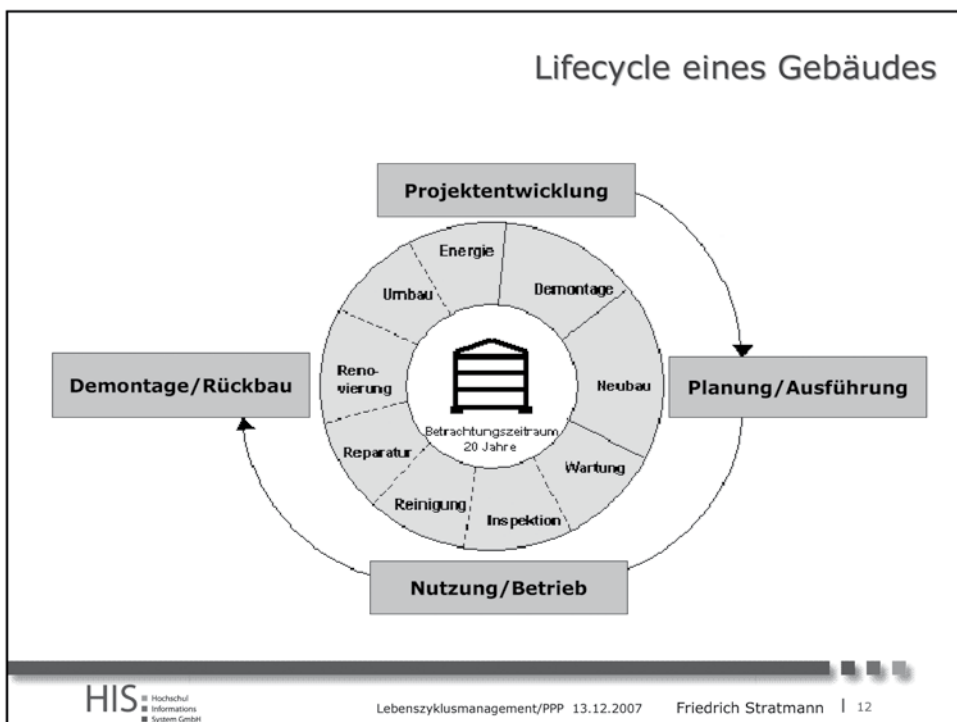 Lifecycle eines Gebäudes
Projektentwicklung
Energie
Demontage
Umbau
Reno-
vierung
Neubau
Demontage/Rückbau
Planung/Ausführung
Betrachtungszeitraum
20 Jahre
Reparatur
Wartung
Reinigung
Inspektion
Nutzung/Betrieb
HIS
Hochschul
Informations
System GmbH
Lebenszyklusmanagement/PPP 13.12.2007 Friedrich Stratmann 12